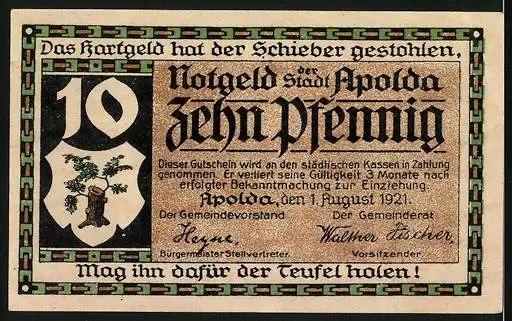 Das Hartgeld hat der Schieber gestohlen,
10
Notgeld der Stadt Apolda
Zehn Pfennig
Dieser Gutschein wird an den städtischen Kassen in Zahlung
genommen. Er verliert seine Gültigkeit 3 Monate nach
erfolgter Bekanntmachung zur Einziehung.
Apolda, den 1. August 1921.
Der Gemeindevorstand Der Gemeinderat
Heyne, Walther Fischer,
Bürgermeister Stellvertreter. Vorsitzender.
Mag ihn dafür der Teufel holen!